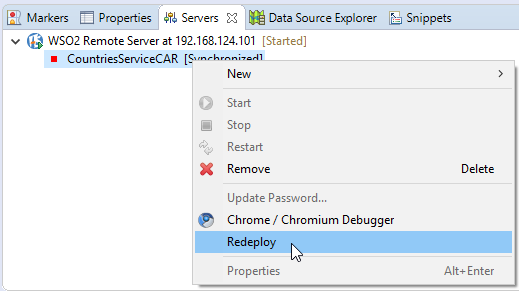 Markers Properties Servers Data Source Explorer Snippets
WSO2 Remote Server at 192.168.124.101 [Started]
CountriesServiceCAR [Synchronized]
New
Start
Stop
Restart
Remove Delete
Update Password...
Chrome / Chromium Debugger
Redeploy
Properties Alt+Enter